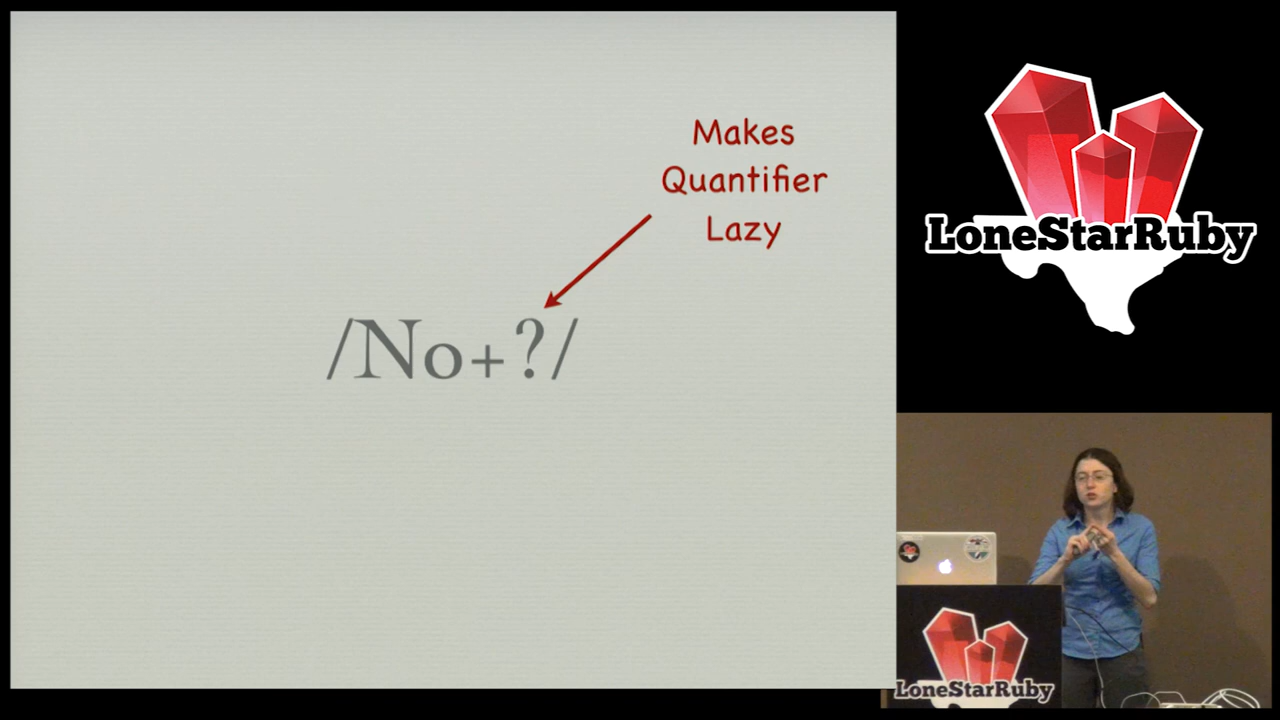 Makes
Quantifier
Lazy
/No+?/
LoneStarRuby
LoneStarRuby